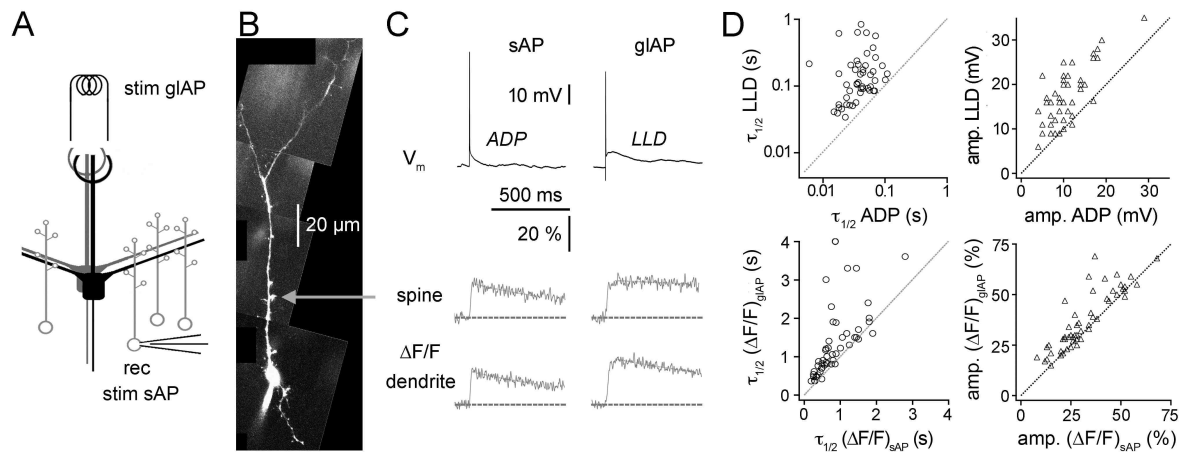 A
stim glAP
rec
stim sAP
B
20 µm
C
sAP
glAP
10 mV
ADP
LLD
Vm
500 ms
20 %
spine
ΔF/F
dendrite
D
τ1/2 LLD (s)
1
0.1
0.01
0.01
0.1
1
τ1/2 ADP (s)
amp. LLD (mV)
30
20
10
0
0
10
20
30
amp. ADP (mV)
τ1/2 (ΔF/F)glAP (s)
4
3
2
1
0
0
1
2
3
4
τ1/2 (ΔF/F)sAP (s)
amp. (ΔF/F)glAP (%)
75
50
25
0
0
25
50
75
amp. (ΔF/F)sAP (%)